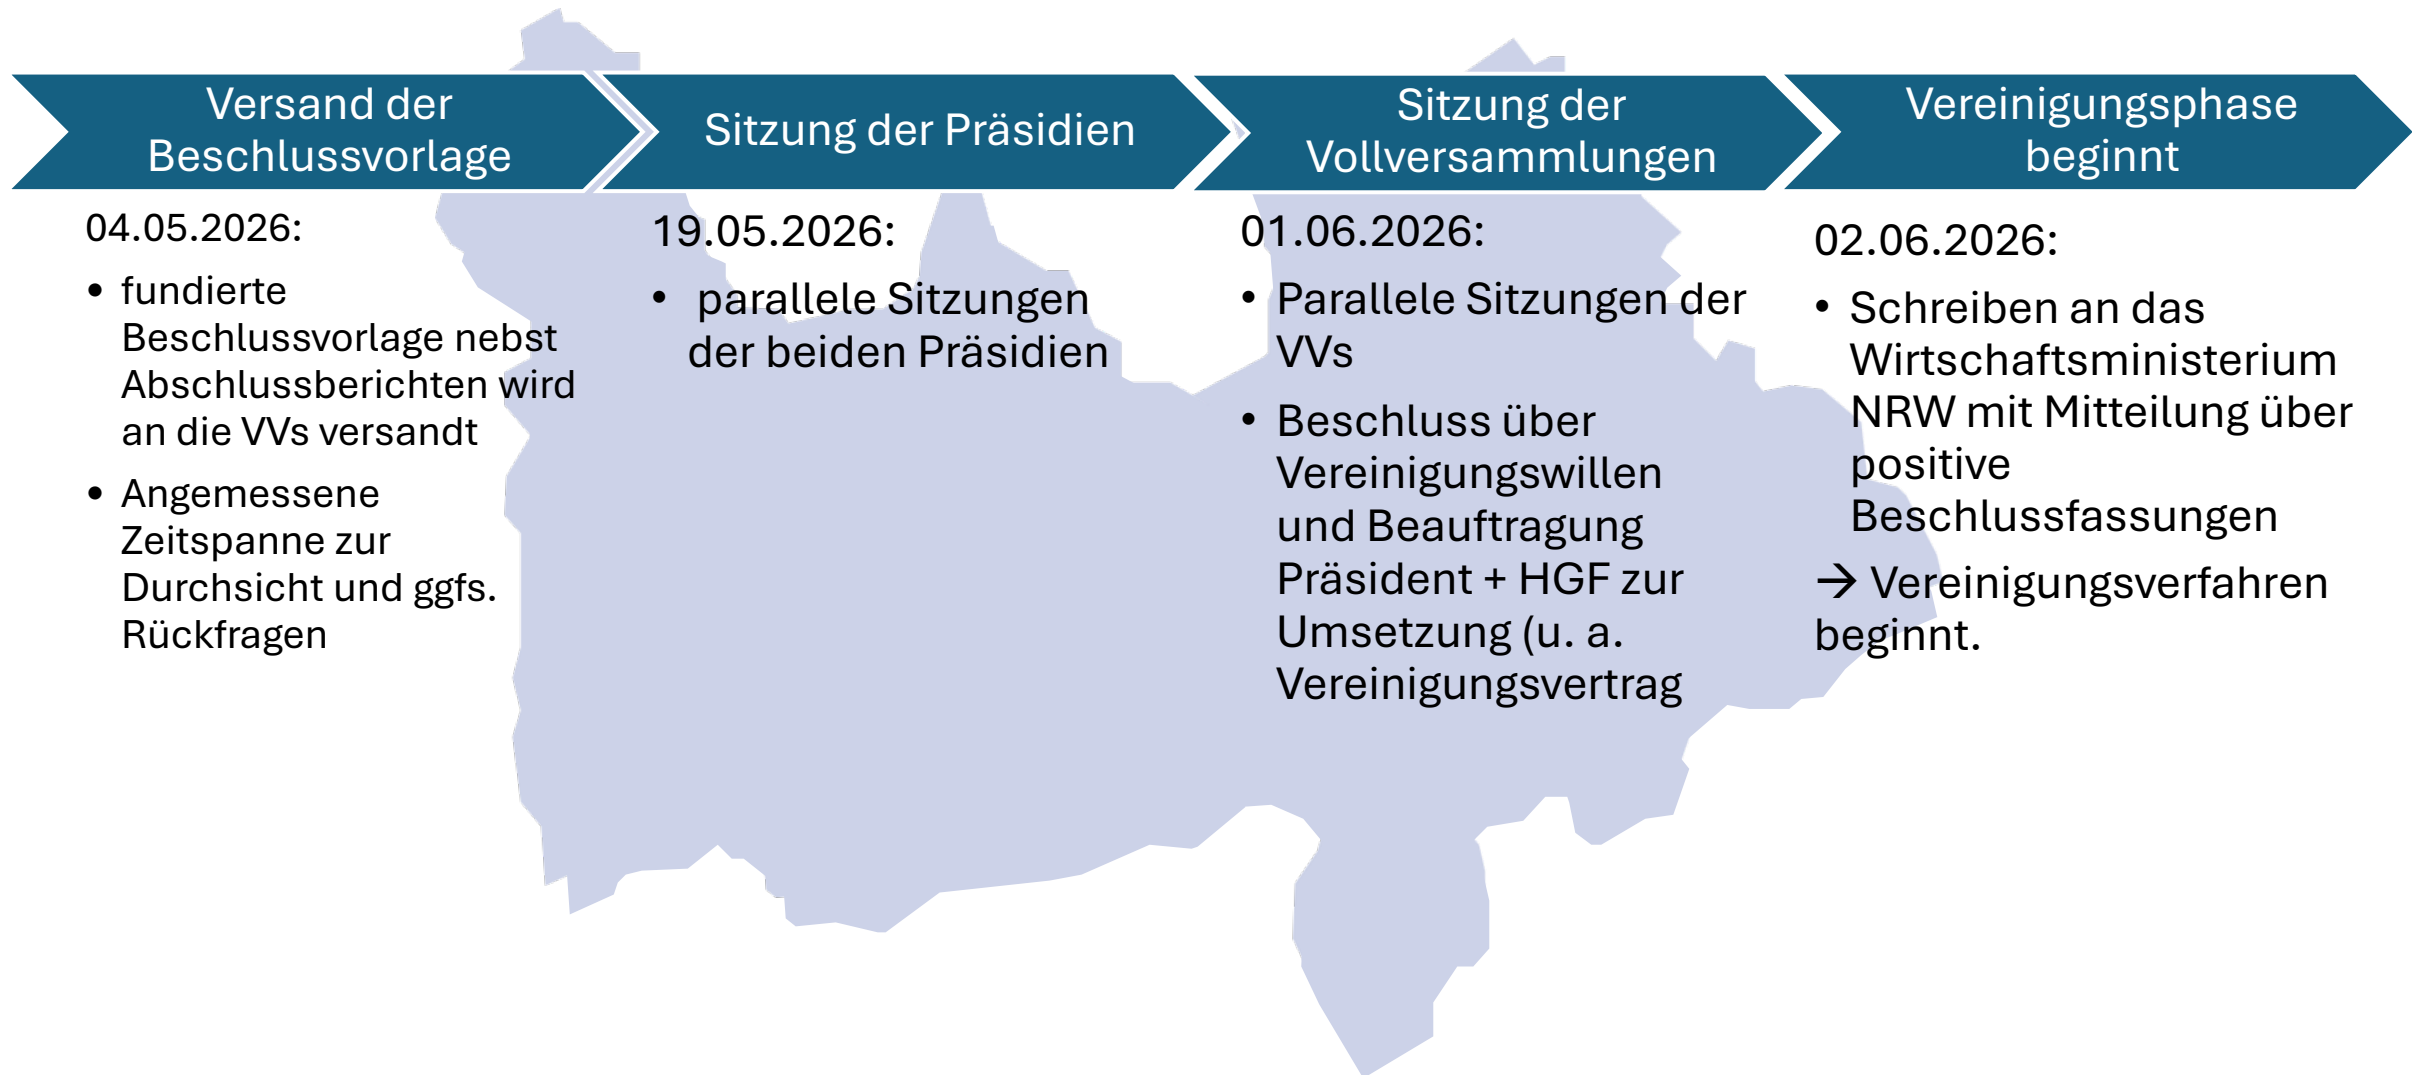 Versand der
Beschlussvorlage
04.05.2026:
• fundierte
Beschlussvorlage nebst
Abschlussberichten wird
an die VVs versandt
• Angemessene
Zeitspanne zur
Durchsicht und ggfs.
Rückfragen
Sitzung der Präsidien
19.05.2026:
• parallele Sitzungen
der beiden Präsidien
Sitzung der
Vollversammlungen
01.06.2026:
• Parallele Sitzungen der
VVs
• Beschluss über
Vereinigungswillen
und Beauftragung
Präsident + HGF zur
Umsetzung (u. a.
Vereinigungsvertrag
Vereinigungsphase
beginnt
02.06.2026:
• Schreiben an das
Wirtschaftsministerium
NRW mit Mitteilung über
positive
Beschlussfassungen
→ Vereinigungsverfahren
beginnt.